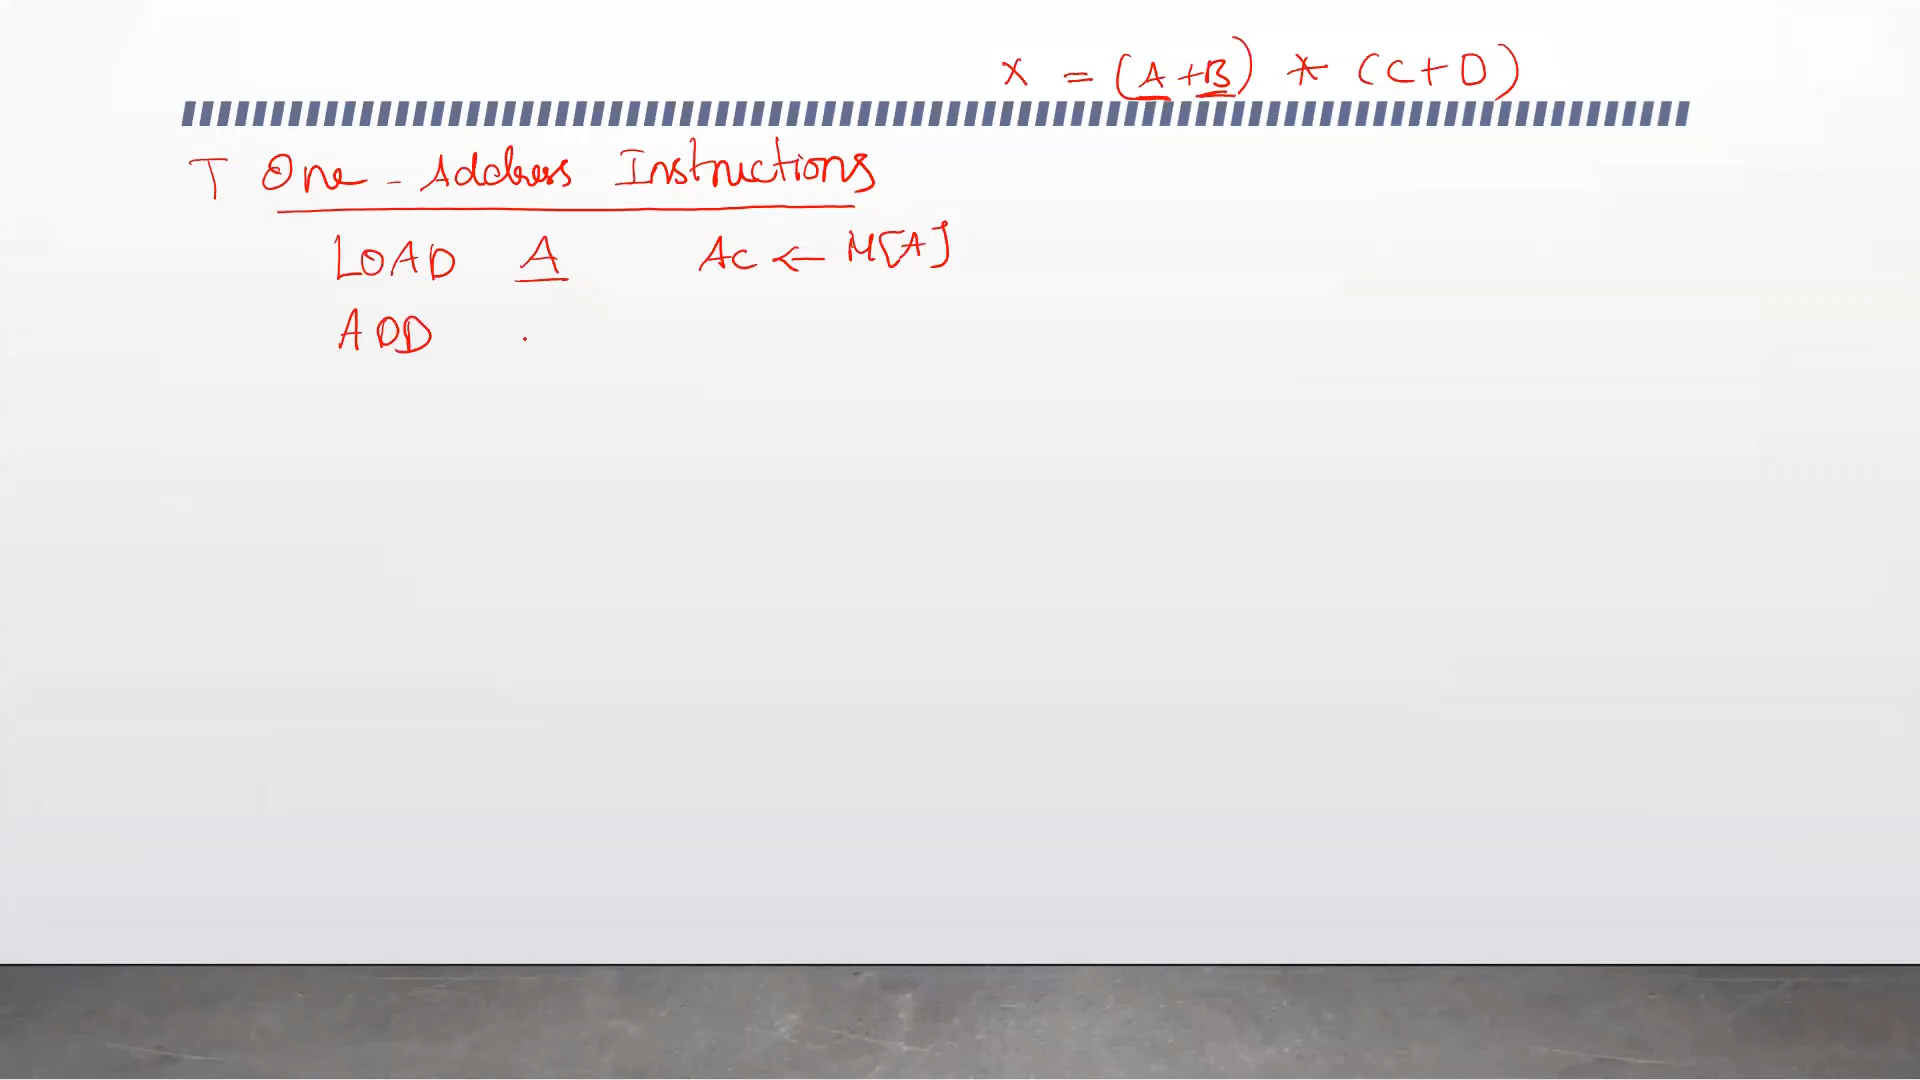 X = (A+B) * (C+D)
T One-Address Instructions
LOAD A AC ← M[A]
ADD